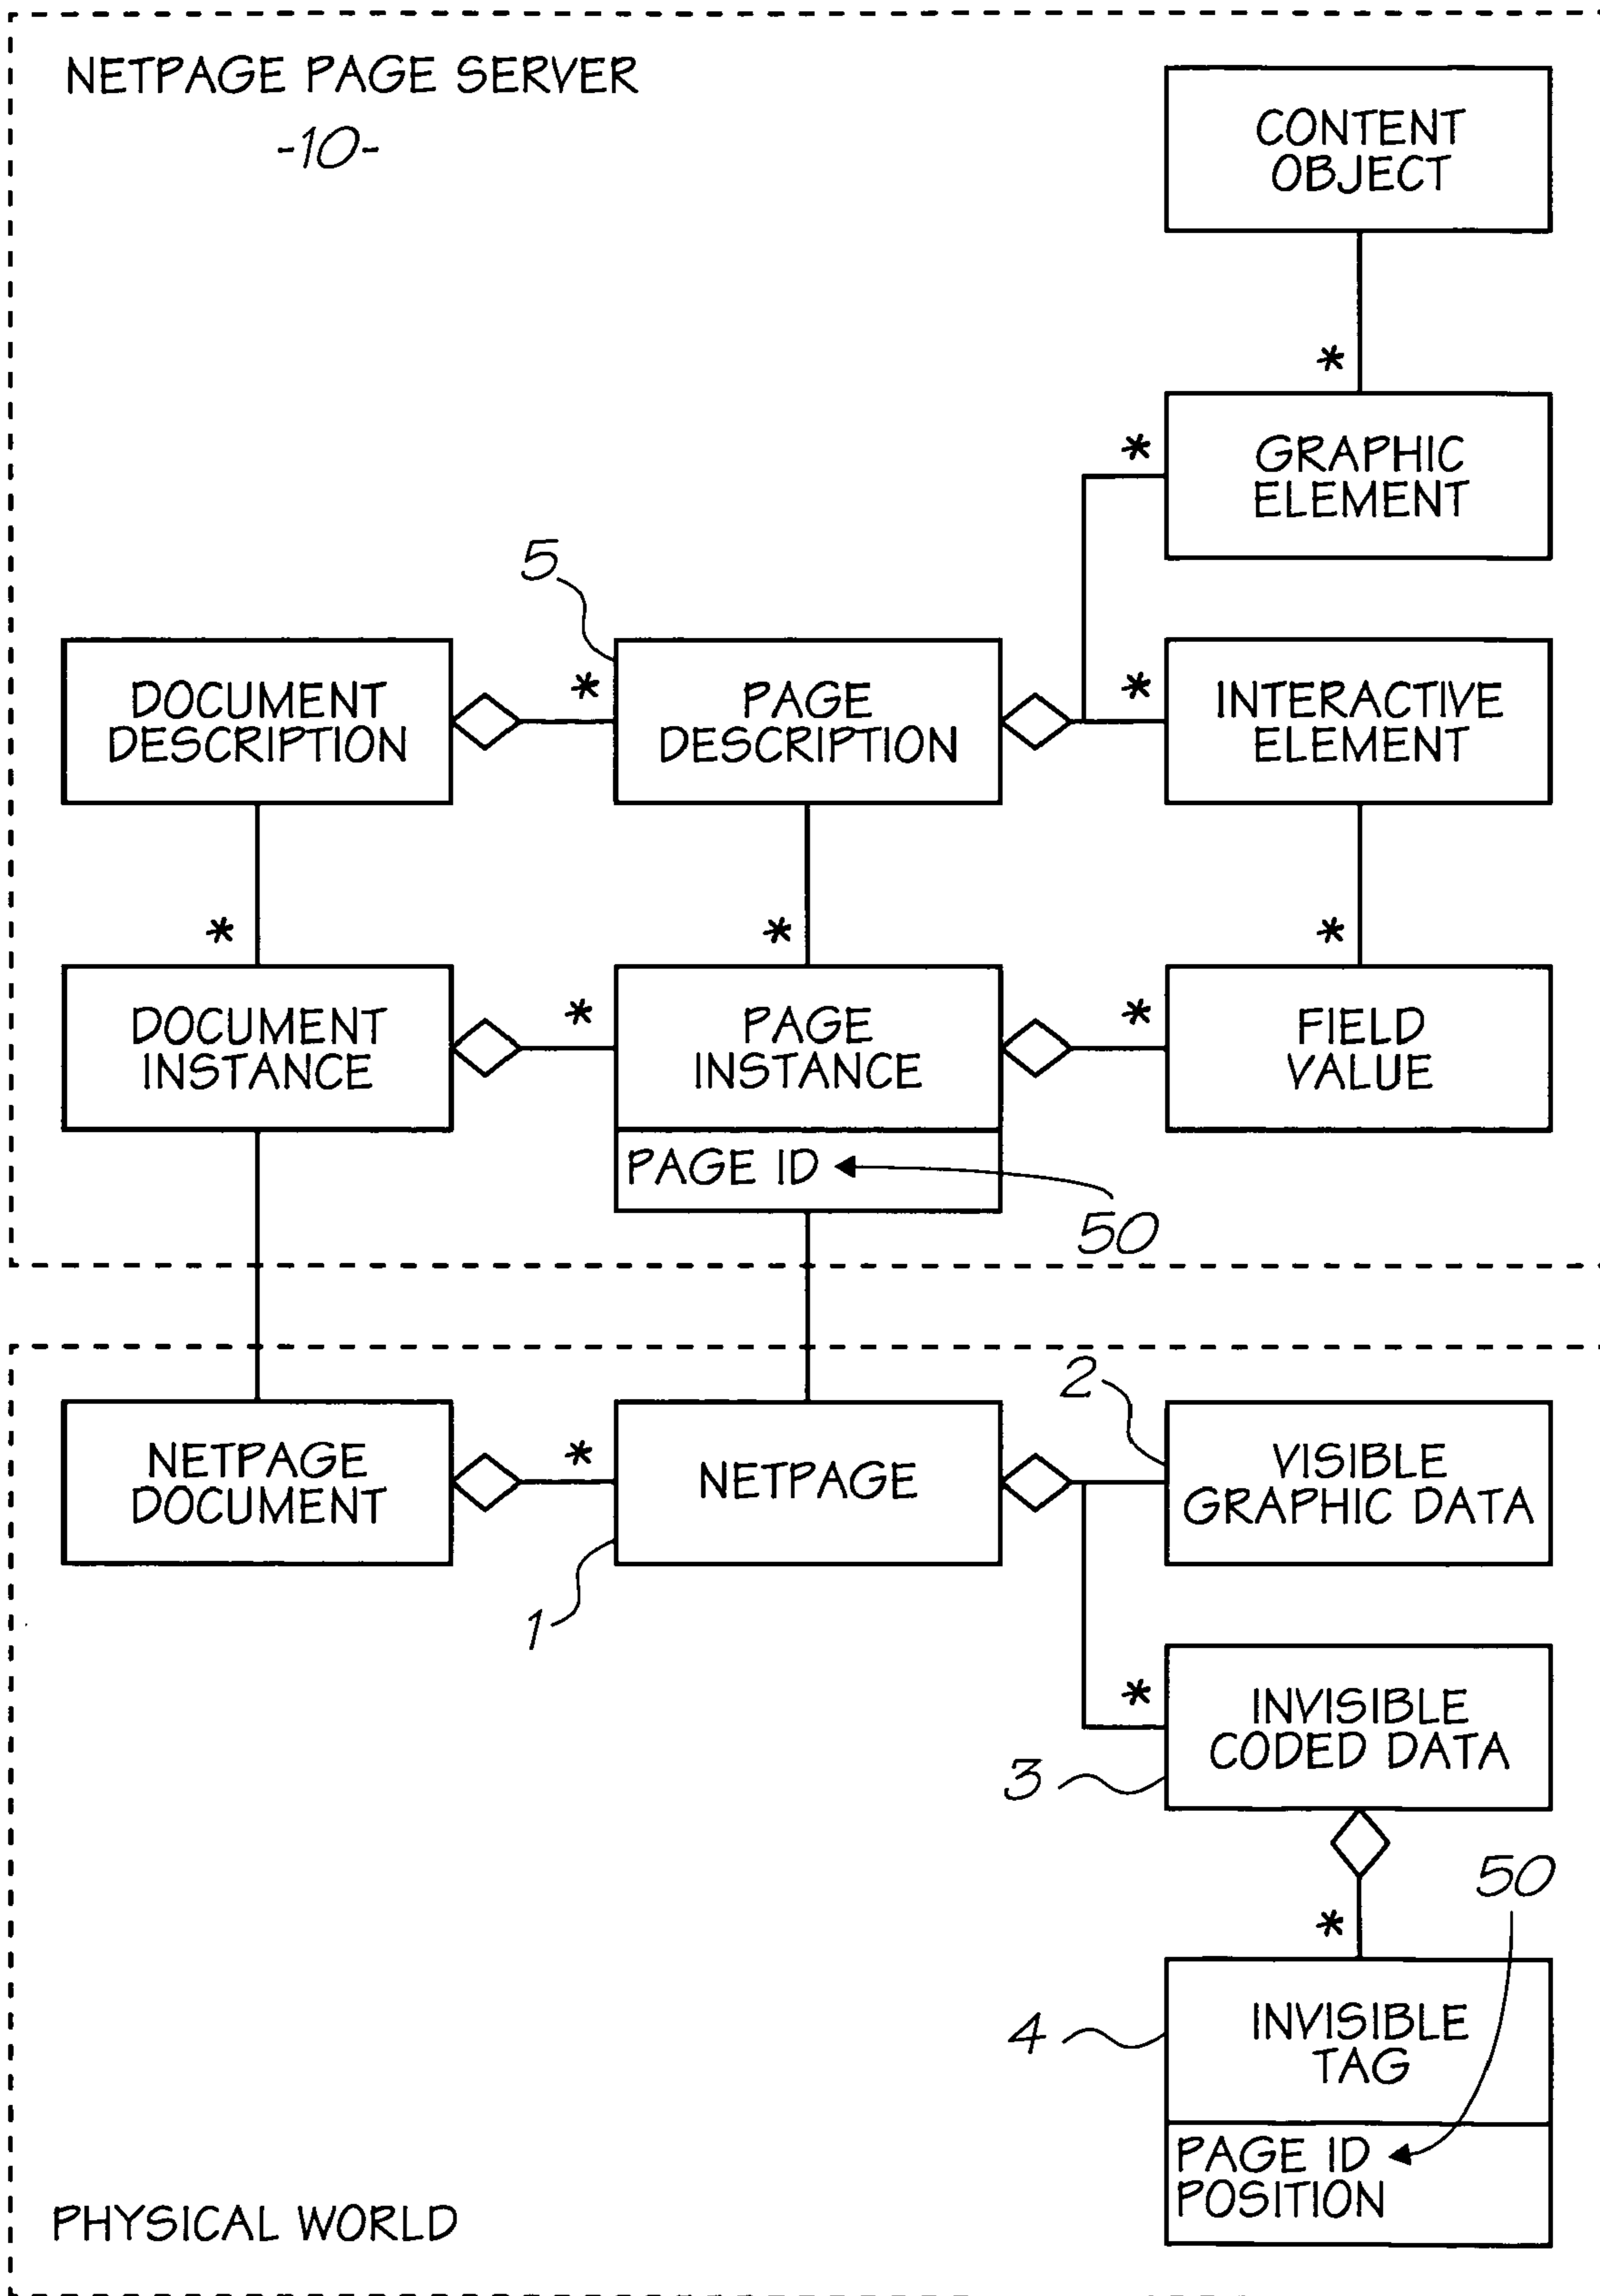 NETPAGE PAGE SERVER
-10-
CONTENT
OBJECT
*
*
GRAPHIC
ELEMENT
5
DOCUMENT
DESCRIPTION
*
PAGE
DESCRIPTION
*
INTERACTIVE
ELEMENT
*
*
*
DOCUMENT
INSTANCE
*
PAGE
INSTANCE
*
FIELD
VALUE
PAGE ID
50
NETPAGE
DOCUMENT
*
NETPAGE
2
VISIBLE
GRAPHIC DATA
1
*
INVISIBLE
CODED DATA
3
50
*
4
INVISIBLE
TAG
PAGE ID
POSITION
PHYSICAL WORLD